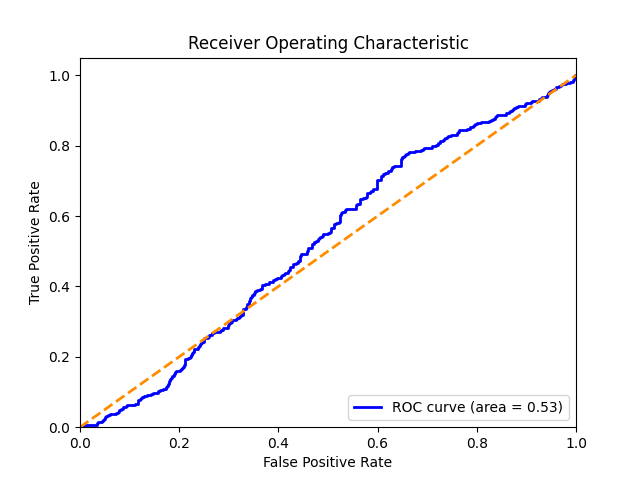 Receiver Operating Characteristic
True Positive Rate
1.0
0.8
0.6
0.4
0.2
0.0
ROC curve (area = 0.53)
0.0 0.2 0.4 0.6 0.8 1.0
False Positive Rate